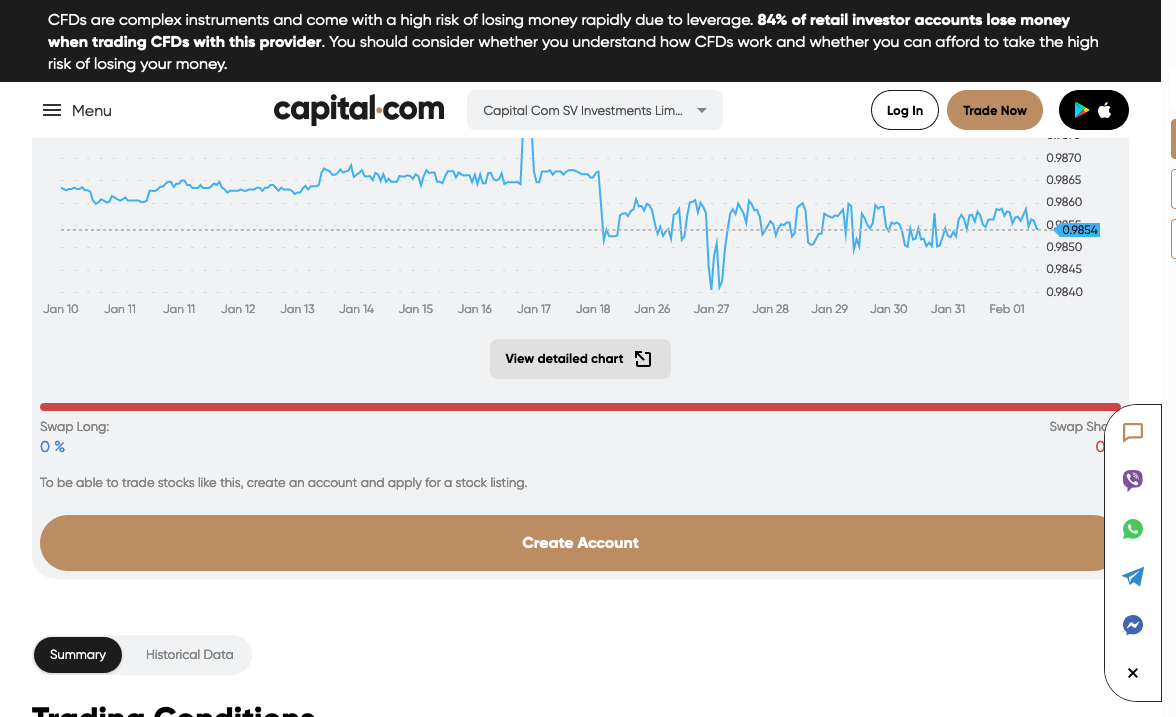 CFDs are complex instruments and come with a high risk of losing money rapidly due to leverage. 84% of retail investor accounts lose money
when trading CFDs with this provider. You should consider whether you understand how CFDs work and whether you can afford to take the high
risk of losing your money.
Menu
capital.com
Capital Com SV Investments Lim...
Log In
Trade Now
0.9870
0.9865
0.9860
0.9854
0.9850
0.9845
0.9840
Jan 10 Jan 11 Jan 11 Jan 12 Jan 13 Jan 14 Jan 15 Jan 16 Jan 17 Jan 18 Jan 26 Jan 27 Jan 28 Jan 29 Jan 30 Jan 31 Feb 01
View detailed chart
Swap Long:
Swap
0 %
0
To be able to trade stocks like this, create an account and apply for a stock listing.
Create Account
Summary
Historical Data
Trading Conditions